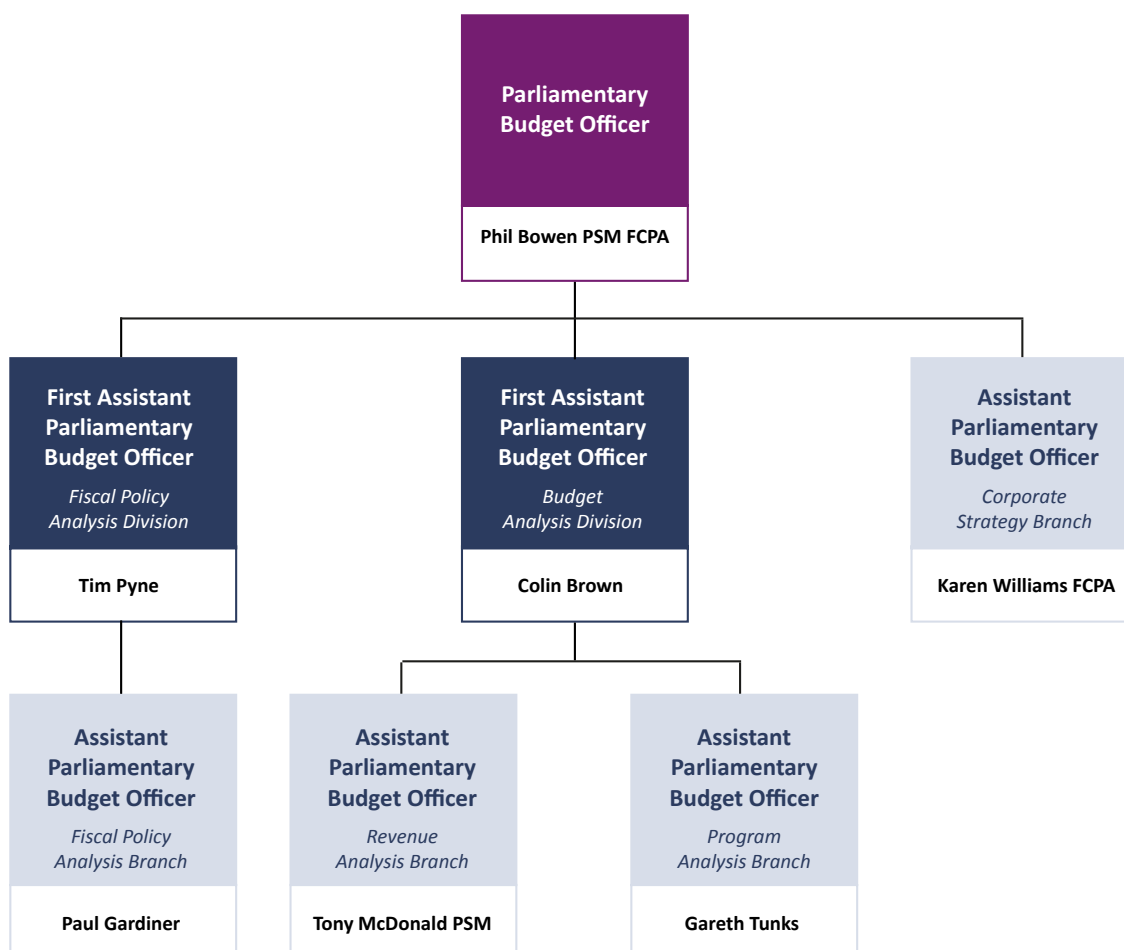 Parliamentary
Budget Officer
Phil Bowen PSM FCPA
First Assistant
Parliamentary
Budget Officer
Fiscal Policy
Analysis Division
Tim Pyne
First Assistant
Parliamentary
Budget Officer
Budget
Analysis Division
Colin Brown
Assistant
Parliamentary
Budget Officer
Corporate
Strategy Branch
Karen Williams FCPA
Assistant
Parliamentary
Budget Officer
Fiscal Policy
Analysis Branch
Paul Gardiner
Assistant
Parliamentary
Budget Officer
Revenue
Analysis Branch
Tony McDonald PSM
Assistant
Parliamentary
Budget Officer
Program
Analysis Branch
Gareth Tunks